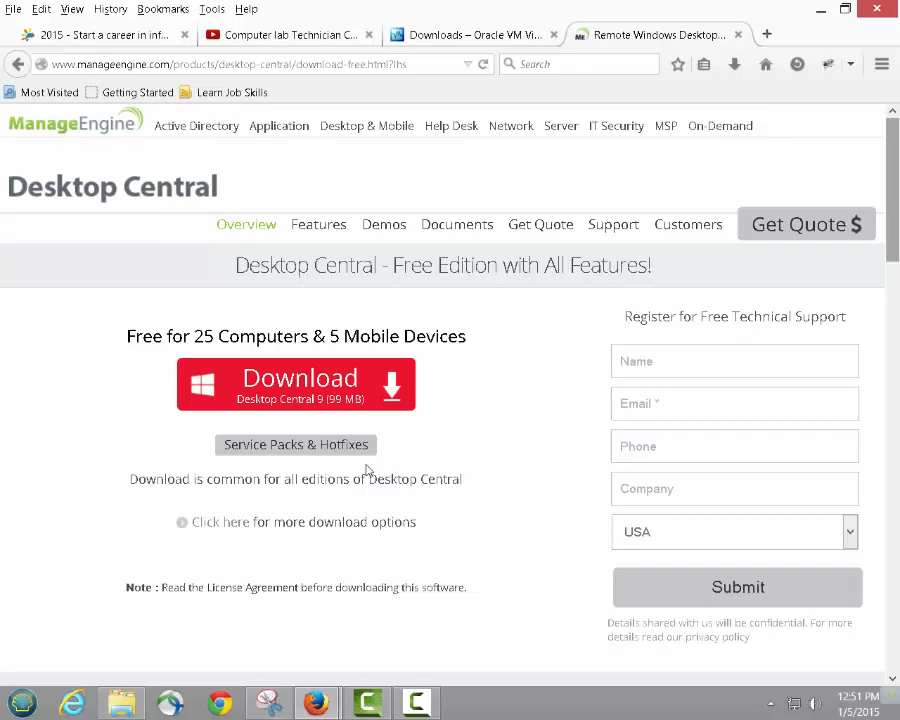 File Edit View History Bookmarks Tools Help
2015 - Start a career in inf...
Computer lab Technician C...
Downloads – Oracle VM Vi...
ME Remote Windows Desktop...
www.manageengine.com/products/desktop-central/download-free.html?lhs
Search
Most Visited Getting Started Learn Job Skills
ManageEngine Active Directory Application Desktop & Mobile Help Desk Network Server IT Security MSP On-Demand
Desktop Central
Overview Features Demos Documents Get Quote Support Customers Get Quote $
Desktop Central - Free Edition with All Features!
Free for 25 Computers & 5 Mobile Devices
Download
Desktop Central 9 (99 MB)
Service Packs & Hotfixes
Download is common for all editions of Desktop Central
Click here for more download options
Note : Read the License Agreement before downloading this software.
Register for Free Technical Support
Name
Email *
Phone
Company
USA
Submit
Details shared with us will be confidential. For more
details read our privacy policy
12:51 PM
1/5/2015